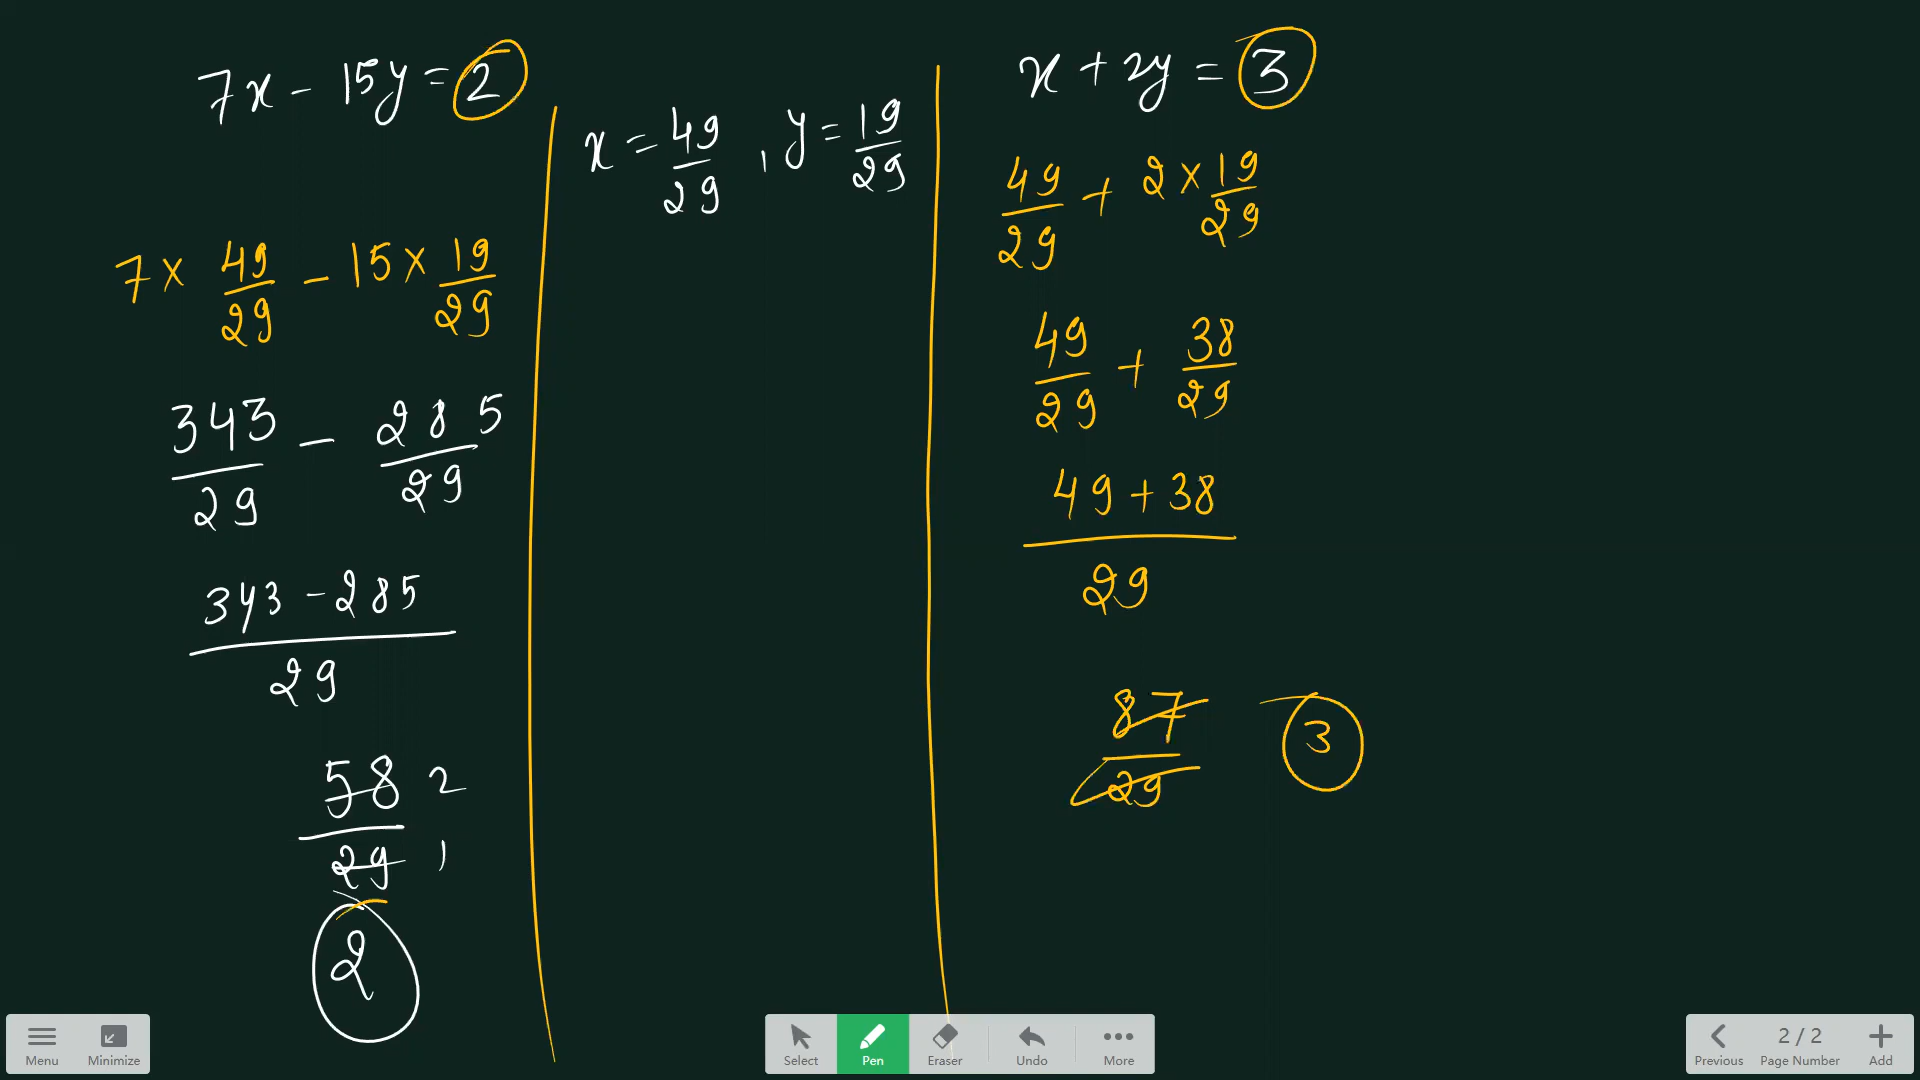 7x - 15y = 2
7 × 49/29 - 15 × 19/29
343/29 - 285/29
343 - 285
29
58 2
29 1
2
x = 49/29 , y = 19/29
x + 2y = 3
49/29 + 2 × 19/29
49/29 + 38/29
49 + 38
29
87
29
3
Menu
Minimize
Select
Pen
Eraser
Undo
More
Previous
2 / 2
Page Number
Add